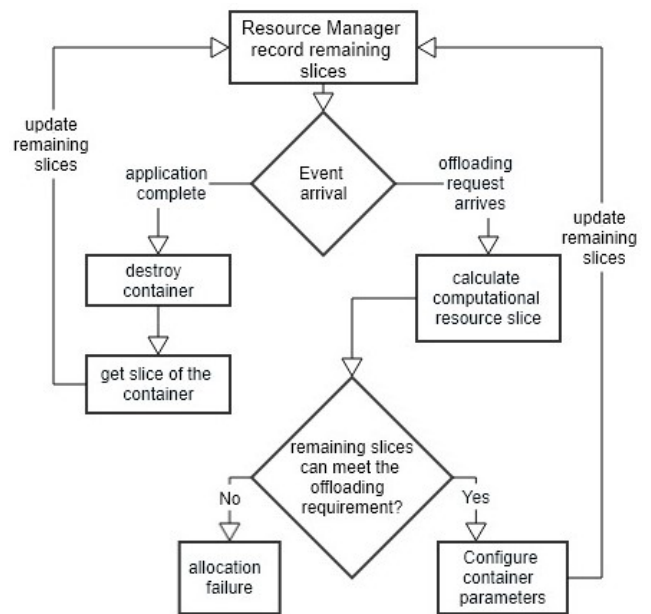 Resource Manager
record remaining
slices
update
remaining
slices
application
complete
Event
arrival
offloading
request
arrives
update
remaining
slices
destroy
container
calculate
computational
resource slice
get slice of the
container
remaining slices
can meet the
offloading
requirement?
No
Yes
allocation
failure
Configure
container
parameters